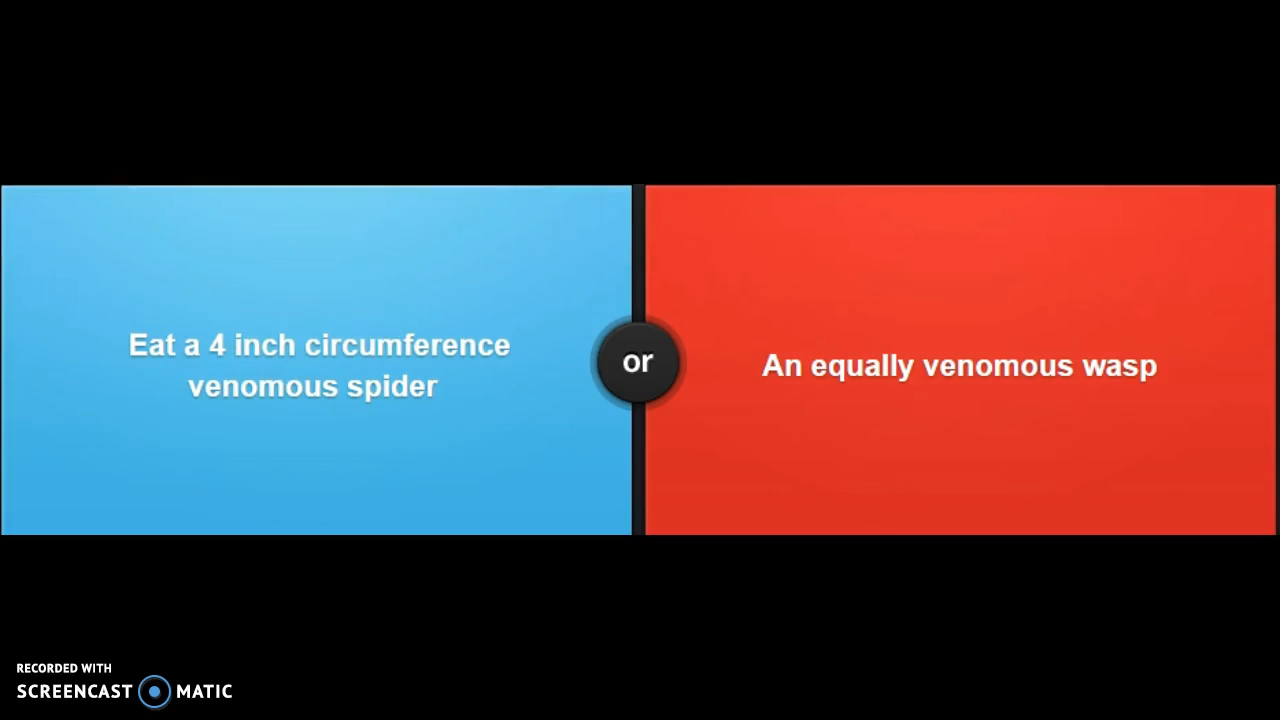 Eat a 4 inch circumference
venomous spider
or
An equally venomous wasp
RECORDED WITH
SCREENCAST MATIC